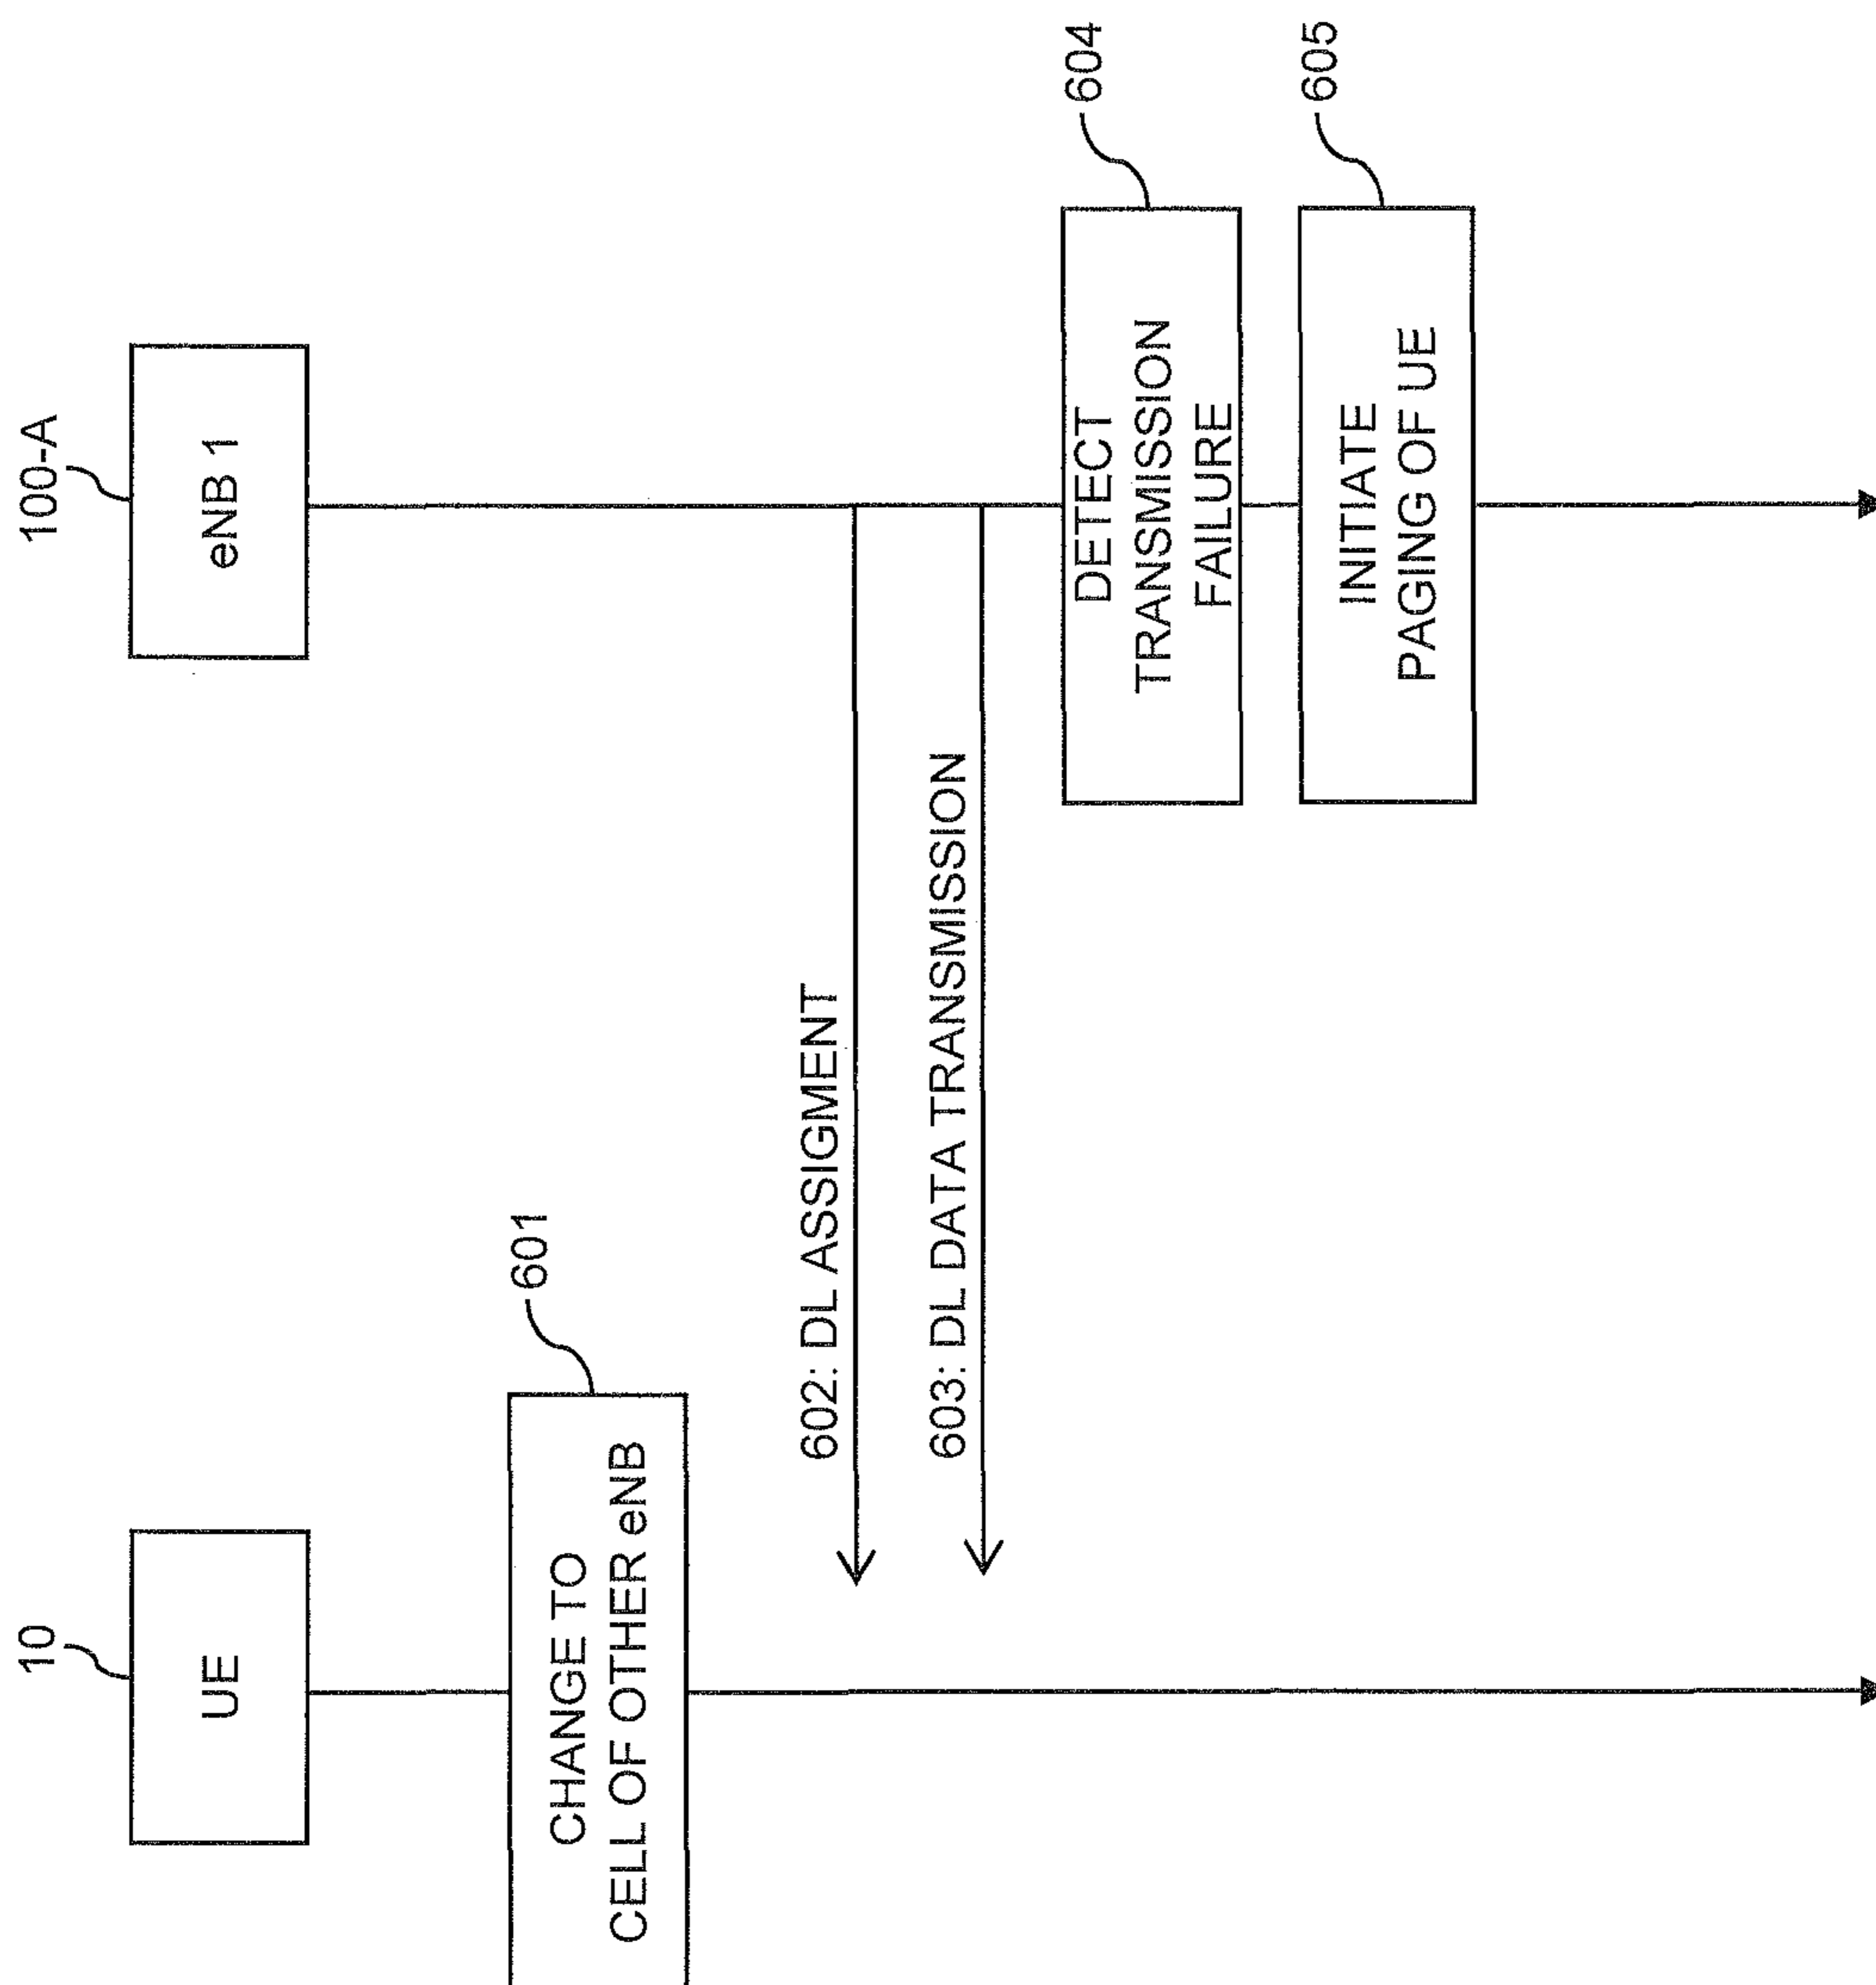 10
UE
100-A
eNB 1
601
CHANGE TO
CELL OF OTHER eNB
602: DL ASSIGMENT
603: DL DATA TRANSMISSION
604
DETECT
TRANSMISSION
FAILURE
605
INITIATE
PAGING OF UE